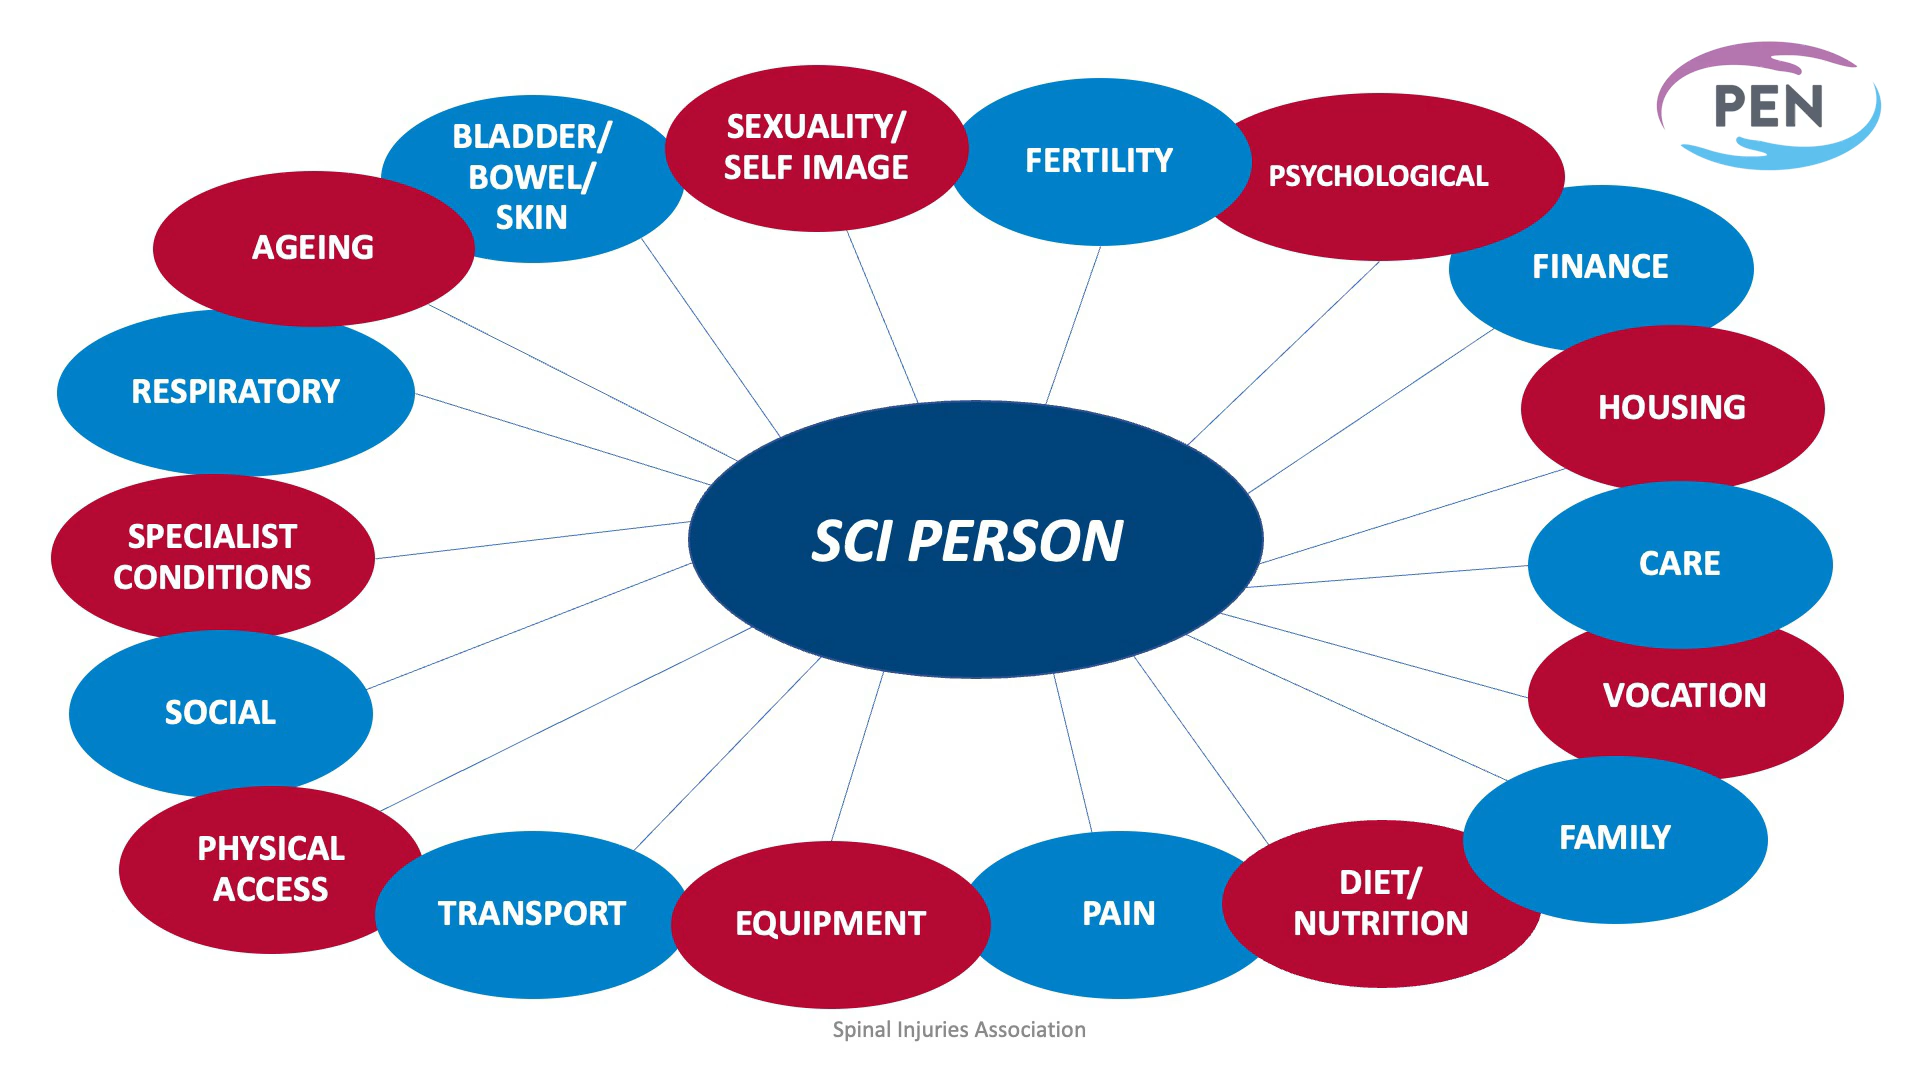 PEN
BLADDER/
BOWEL/
SKIN
SEXUALITY/
SELF IMAGE
FERTILITY
PSYCHOLOGICAL
FINANCE
HOUSING
CARE
VOCATION
FAMILY
DIET/
NUTRITION
PAIN
EQUIPMENT
TRANSPORT
PHYSICAL
ACCESS
SOCIAL
SPECIALIST
CONDITIONS
RESPIRATORY
AGEING
SCI PERSON
Spinal Injuries Association